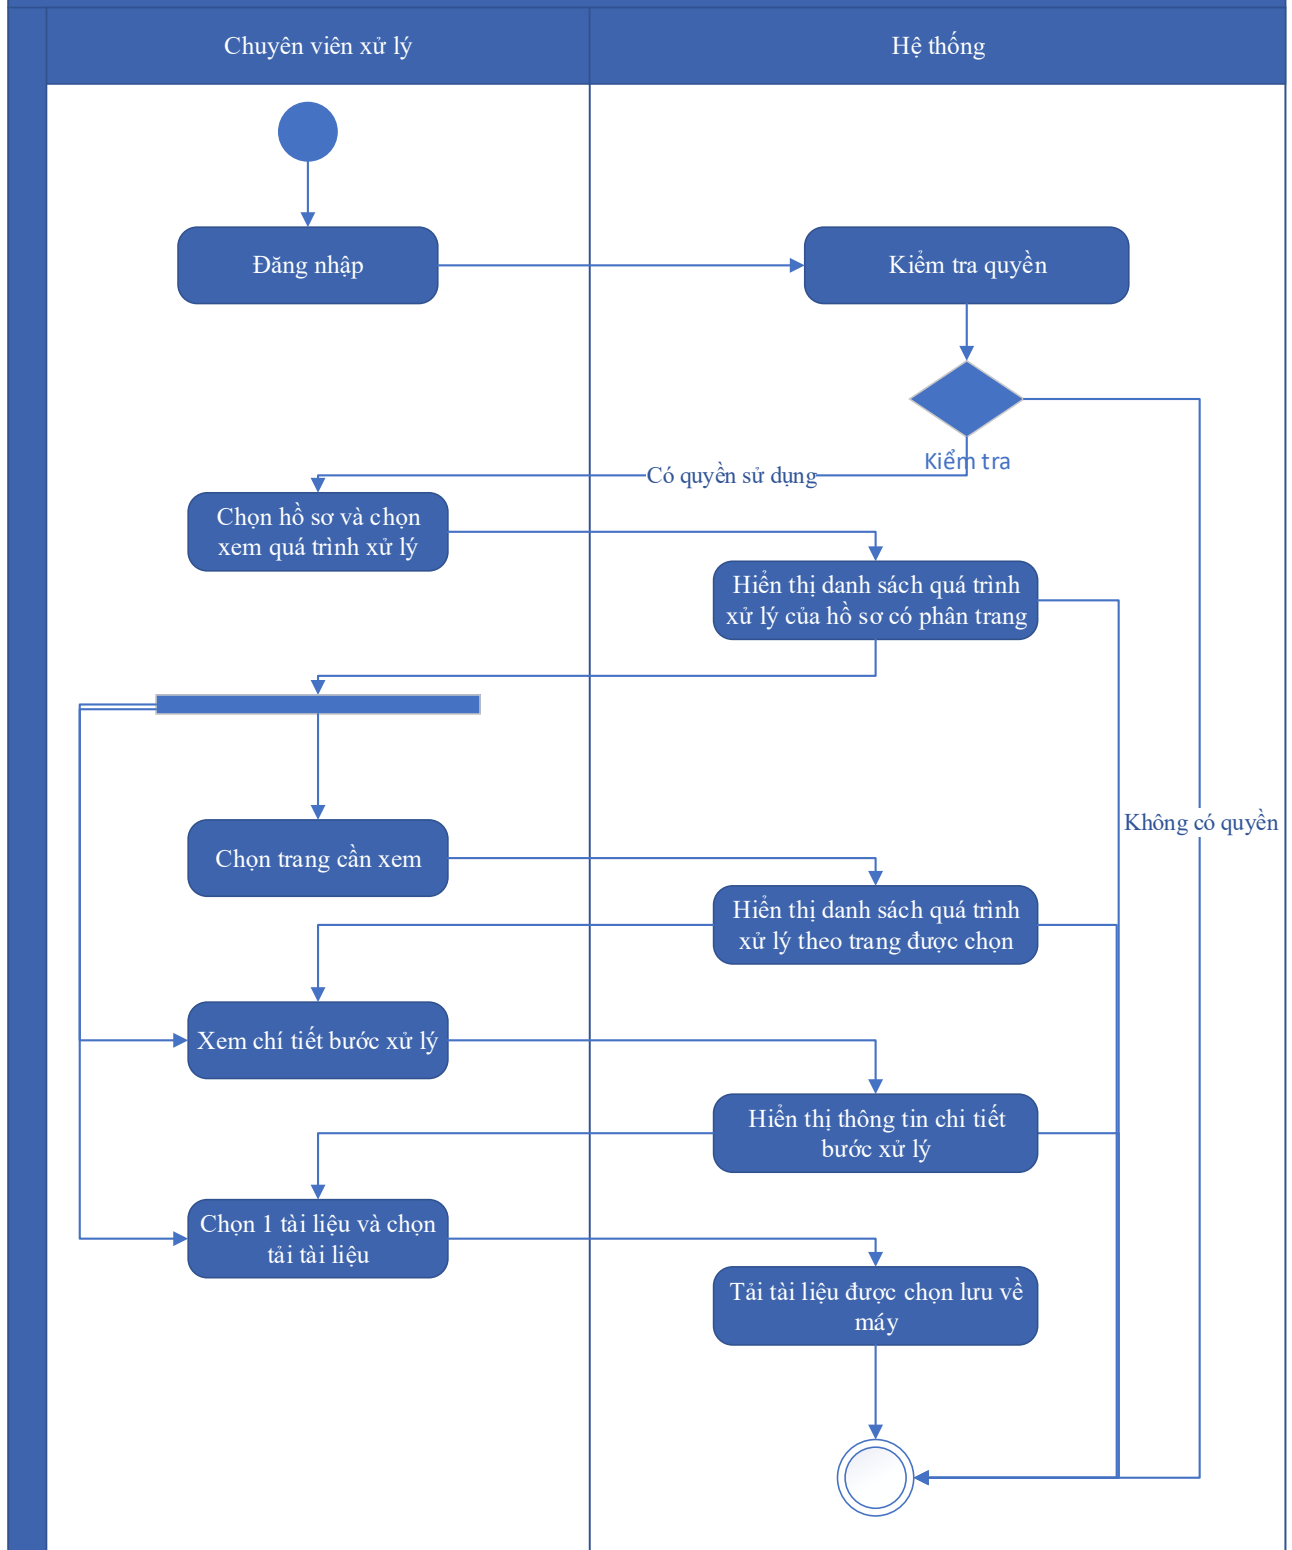 Chuyên viên xử lý
Hệ thống
Đăng nhập
Kiểm tra quyền
Kiểm tra
Có quyền sử dụng
Chọn hồ sơ và chọn
xem quá trình xử lý
Hiển thị danh sách quá trình
xử lý của hồ sơ có phân trang
Không có quyền
Chọn trang cần xem
Hiển thị danh sách quá trình
xử lý theo trang được chọn
Xem chí tiết bước xử lý
Hiển thị thông tin chi tiết
bước xử lý
Chọn 1 tài liệu và chọn
tải tài liệu
Tải tài liệu được chọn lưu về
máy